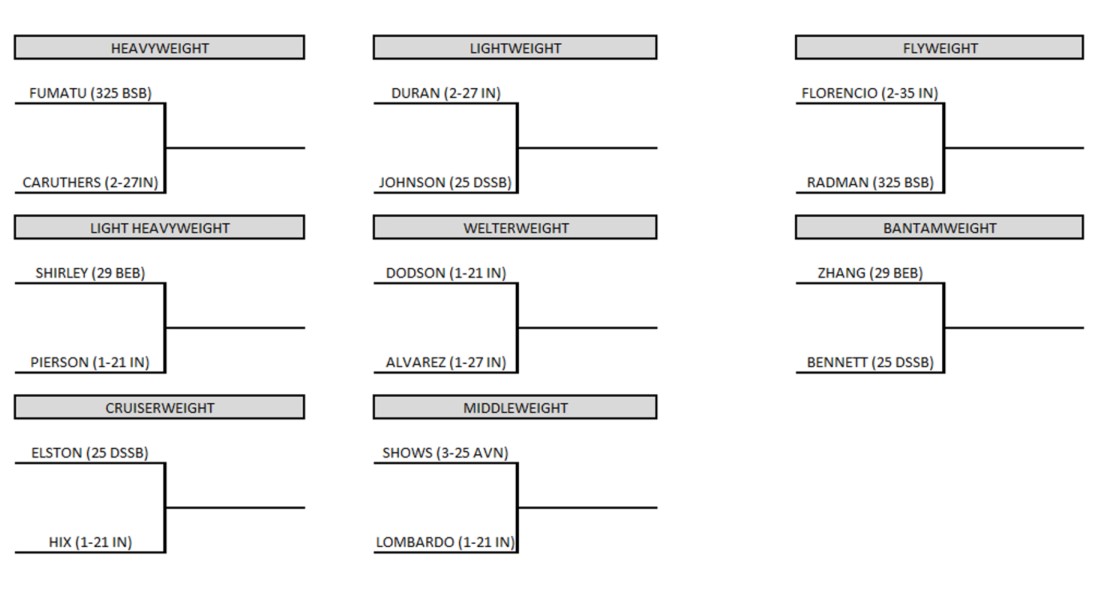 HEAVYWEIGHT
FUMATU (325 BSB)
CARUTHERS (2-27IN)
LIGHT HEAVYWEIGHT
SHIRLEY (29 BEB)
PIERSON (1-21 IN)
CRUISERWEIGHT
ELSTON (25 DSSB)
HIX (1-21 IN)
LIGHTWEIGHT
DURAN (2-27 IN)
JOHNSON (25 DSSB)
WELTERWEIGHT
DODSON (1-21 IN)
ALVAREZ (1-27 IN)
MIDDLEWEIGHT
SHOWS (3-25 AVN)
LOMBARDO (1-21 IN)
FLYWEIGHT
FLORENCIO (2-35 IN)
RADMAN (325 BSB)
BANTAMWEIGHT
ZHANG (29 BEB)
BENNETT (25 DSSB)